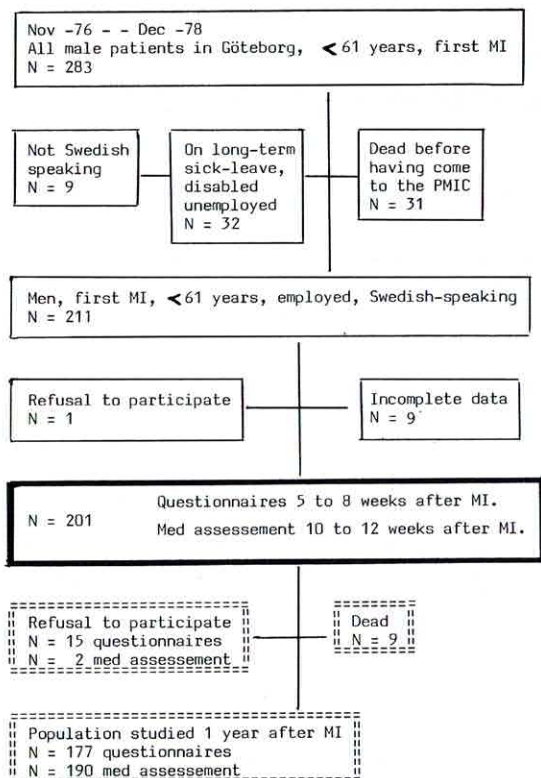 Nov -76 - - Dec -78
All male patients in Göteborg, <61 years, first MI
N = 283
Not Swedish
speaking
N = 9
On long-term
sick-leave,
disabled
unemployed
N = 32
Dead before
having come
to the PMIC
N = 31
Men, first MI, <61 years, employed, Swedish-speaking
N = 211
Refusal to participate
N = 1
Incomplete data
N = 9
N = 201
Questionnaires 5 to 8 weeks after MI.
Med assessement 10 to 12 weeks after MI.
Refusal to participate
N = 15 questionnaires
N = 2 med assessement
Dead
N = 9
Population studied 1 year after MI
N = 177 questionnaires
N = 190 med assessement